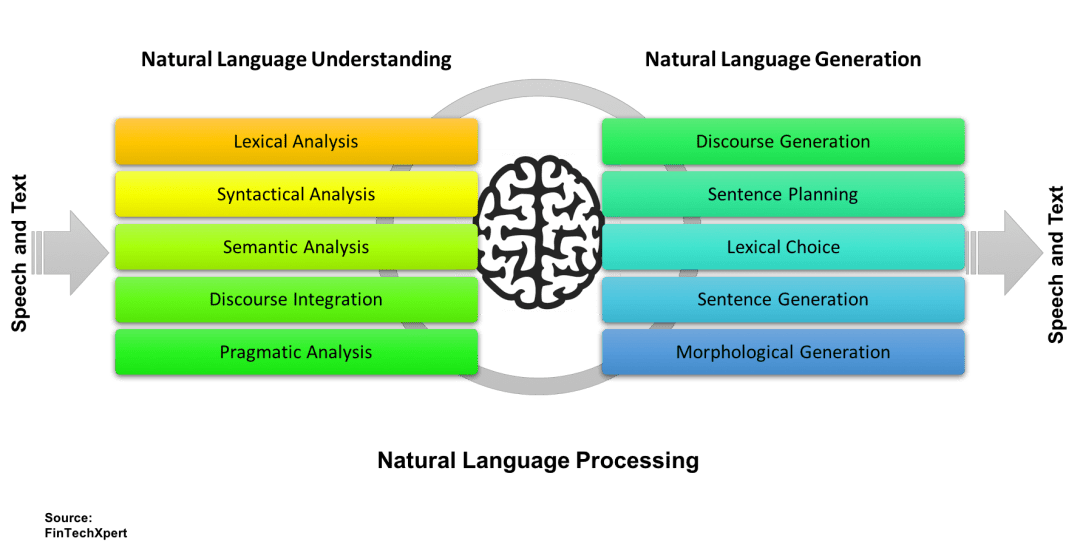 Natural Language Understanding
Natural Language Generation
Speech and Text
Lexical Analysis
Syntactical Analysis
Semantic Analysis
Discourse Integration
Pragmatic Analysis
Discourse Generation
Sentence Planning
Lexical Choice
Sentence Generation
Morphological Generation
Speech and Text
Natural Language Processing
Source:
FinTechXpert